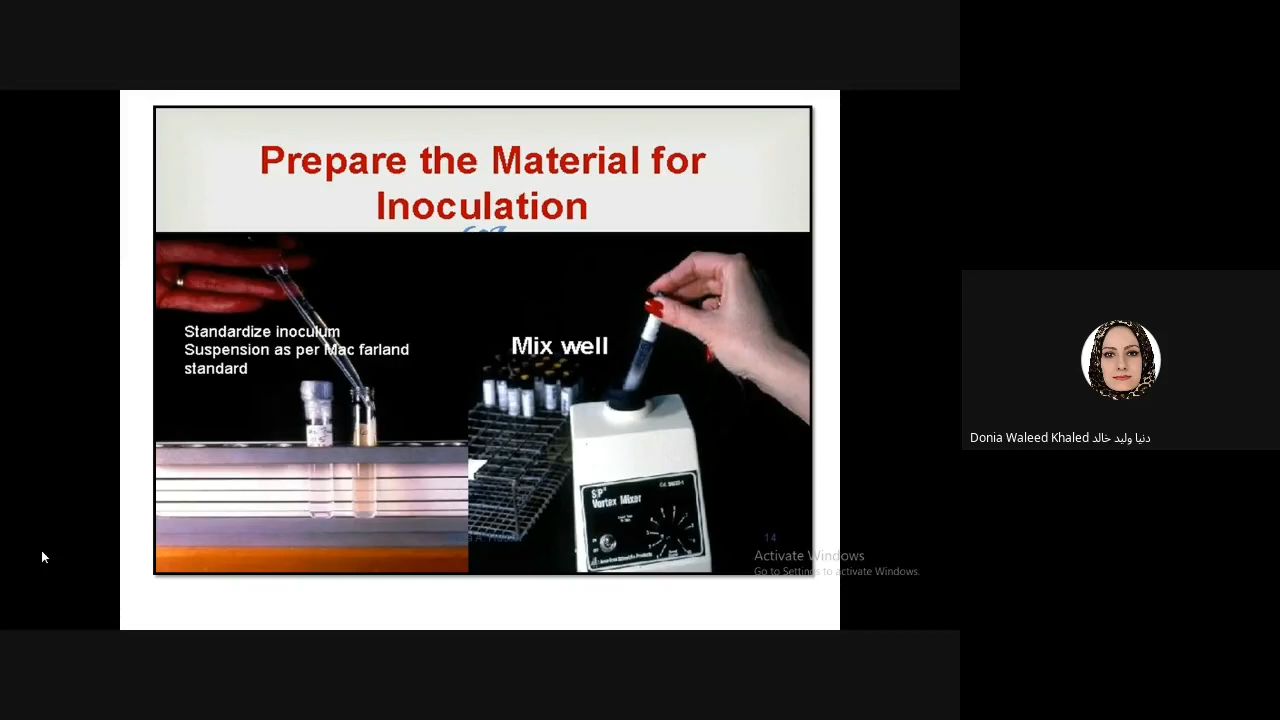 Prepare the Material for
Inoculation
Standardize inoculum
Suspension as per Mac farland
standard
Mix well
S/P®
Vortex Mixer
14
Activate Windows
Go to Settings to activate Windows.
Donia Waleed Khaled دنيا وليد خالد